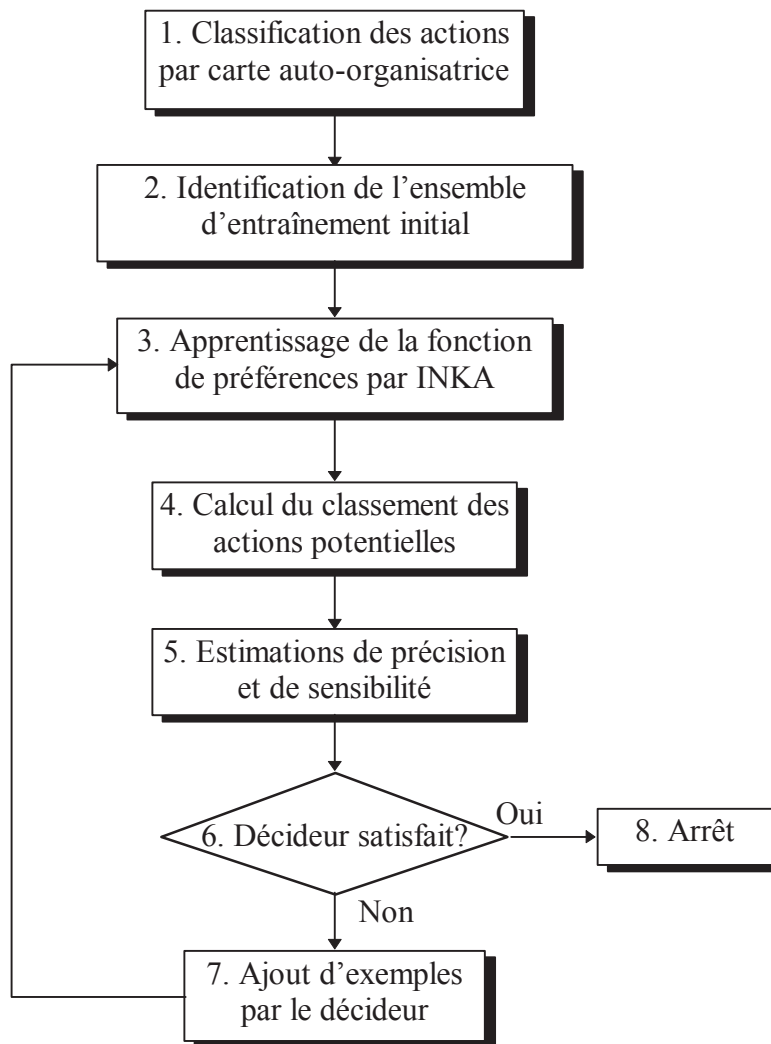 1. Classification des actions
par carte auto-organisatrice
2. Identification de l’ensemble
d’entraînement initial
3. Apprentissage de la fonction
de préférences par INKA
4. Calcul du classement des
actions potentielles
5. Estimations de précision
et de sensibilité
6. Décideur satisfait?
Oui
8. Arrêt
Non
7. Ajout d’exemples
par le décideur